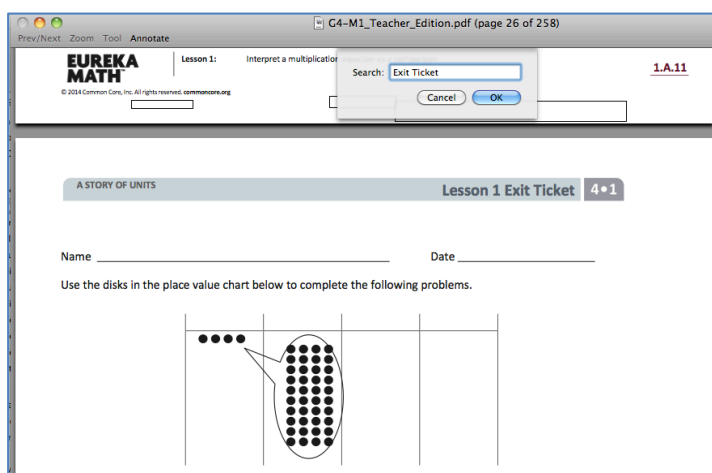 G4-M1_Teacher_Edition.pdf (page 26 of 258)
Prev/Next Zoom Tool Annotate
EUREKA
MATH™
Lesson 1: Interpret a multiplication
© 2014 Common Core, Inc. All rights reserved. commoncore.org
Search: Exit Ticket
Cancel OK
1.A.11
A STORY OF UNITS
Lesson 1 Exit Ticket 4•1
Name
Date
Use the disks in the place value chart below to complete the following problems.